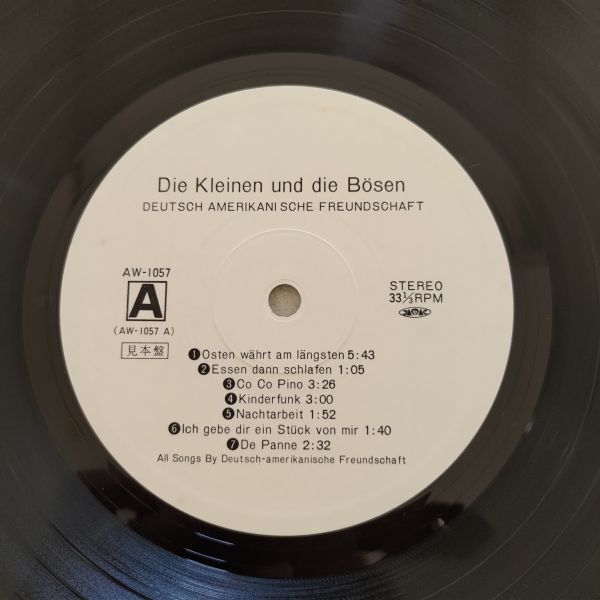 Die Kleinen und die Bösen
DEUTSCH AMERIKANISCHE FREUNDSCHAFT
AW-1057
A
(AW-1057 A)
見本盤
STEREO
33⅓RPM
❶Osten währt am längsten 5:43
❷Essen dann schlafen 1:05
❸Co Co Pino 3:26
❹Kinderfunk 3:00
❺Nachtarbeit 1:52
❻Ich gebe dir ein Stück von mir 1:40
❼De Panne 2:32
All Songs By Deutsch-amerikanische Freundschaft